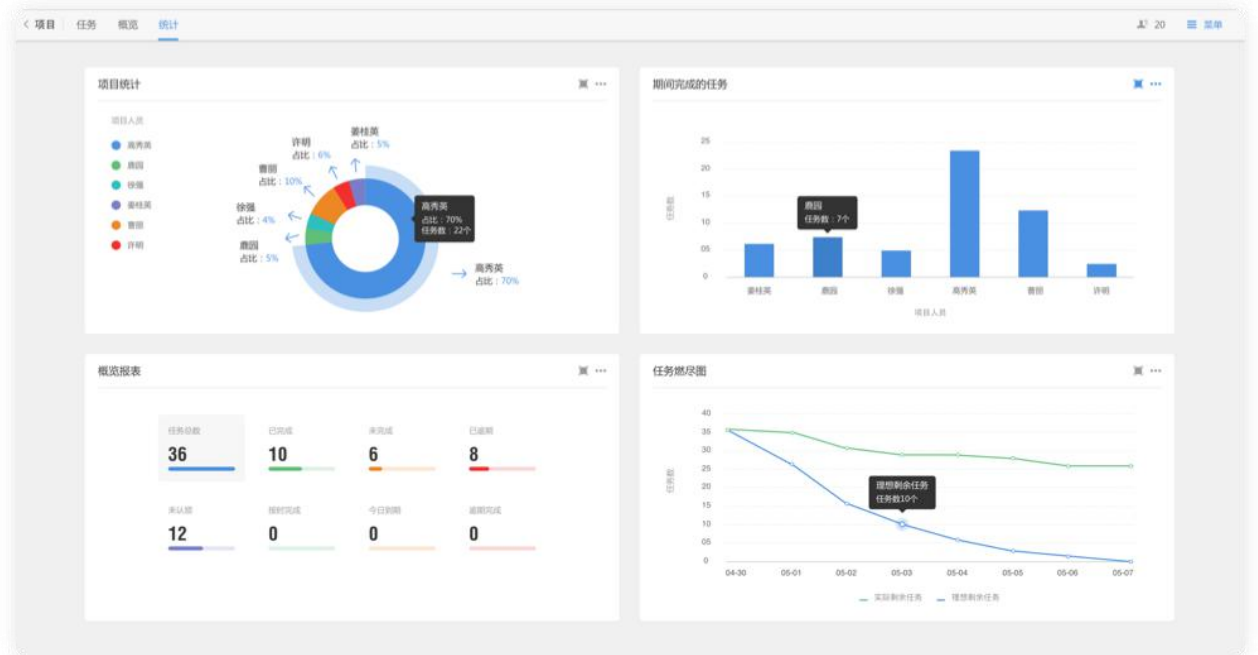 < 项目 任务 概览 统计
20 菜单
项目统计
项目人员
高秀英
鹿园
徐强
姜桂英
曹丽
许明
姜桂英
占比：5%
许明
占比：6%
曹丽
占比：10%
徐强
占比：4%
鹿园
占比：5%
高秀英
占比：70%
任务数：22个
高秀英
占比：70%
期间完成的任务
任务数
25
20
15
10
05
0
鹿园
任务数：7个
姜桂英 鹿园 徐强 高秀英 曹丽 许明
项目人员
概览报表
任务总数 已完成 未完成 已逾期
36 10 6 8
未认领 按时完成 今日到期 逾期完成
12 0 0 0
任务燃尽图
任务数
40
35
30
25
20
15
10
05
0
理想剩余任务
任务数10个
04-30 05-01 05-02 05-03 05-04 05-05 05-06 05-07
实际剩余任务 理想剩余任务